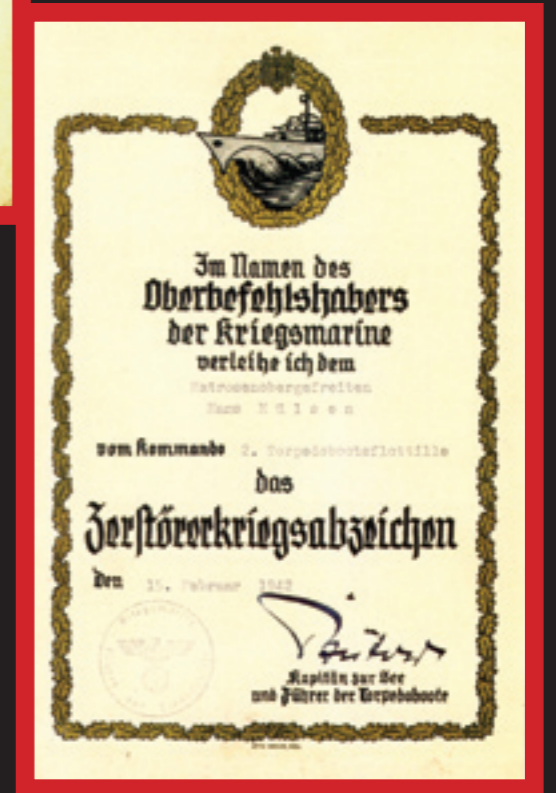 Im Namen des
Oberbefehlshabers
der Kriegsmarine
verleihe ich dem
Matrosenobergefreiten
Hans
vom Kommando 2. Torpedobootsflottille
das
Zerstörerkriegsabzeichen
den 15. Februar 1942
Kapitän zur See
und Führer der Torpedoboote